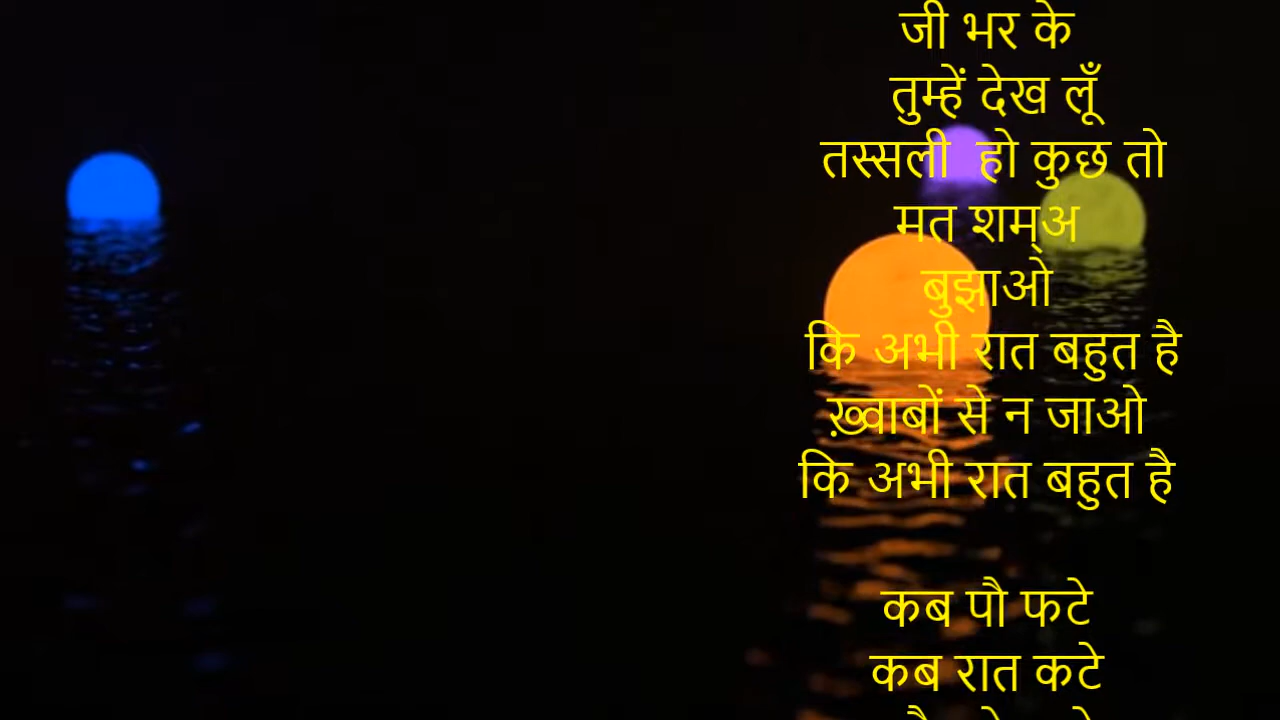 जी भर के
तुम्हें देख लूँ
तस्सली  हो कुछ तो
मत शम्अ
बुझाओ
कि अभी रात बहुत है
ख़्वाबों से न जाओ
कि अभी रात बहुत है
कब पौ फटे
कब रात कटे